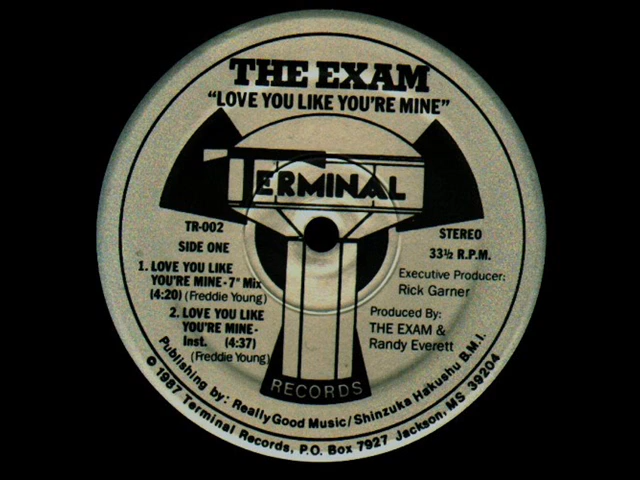 THE EXAM
"LOVE YOU LIKE YOU'RE MINE"
TERMINAL
TR-002
SIDE ONE
1. LOVE YOU LIKE
YOU'RE MINE - 7" Mix
(4:20) (Freddie Young)
2. LOVE YOU LIKE
YOU'RE MINE-
Inst. (4:37)
(Freddie Young)
STEREO
33⅓ R.P.M.
Executive Producer:
Rick Garner
Produced By:
THE EXAM &
Randy Everett
RECORDS
Publishing by: Really Good Music/Shinzuka Hakushu B.M.I.
© 1987 Terminal Records, P.O. Box 7927 Jackson, MS 39204